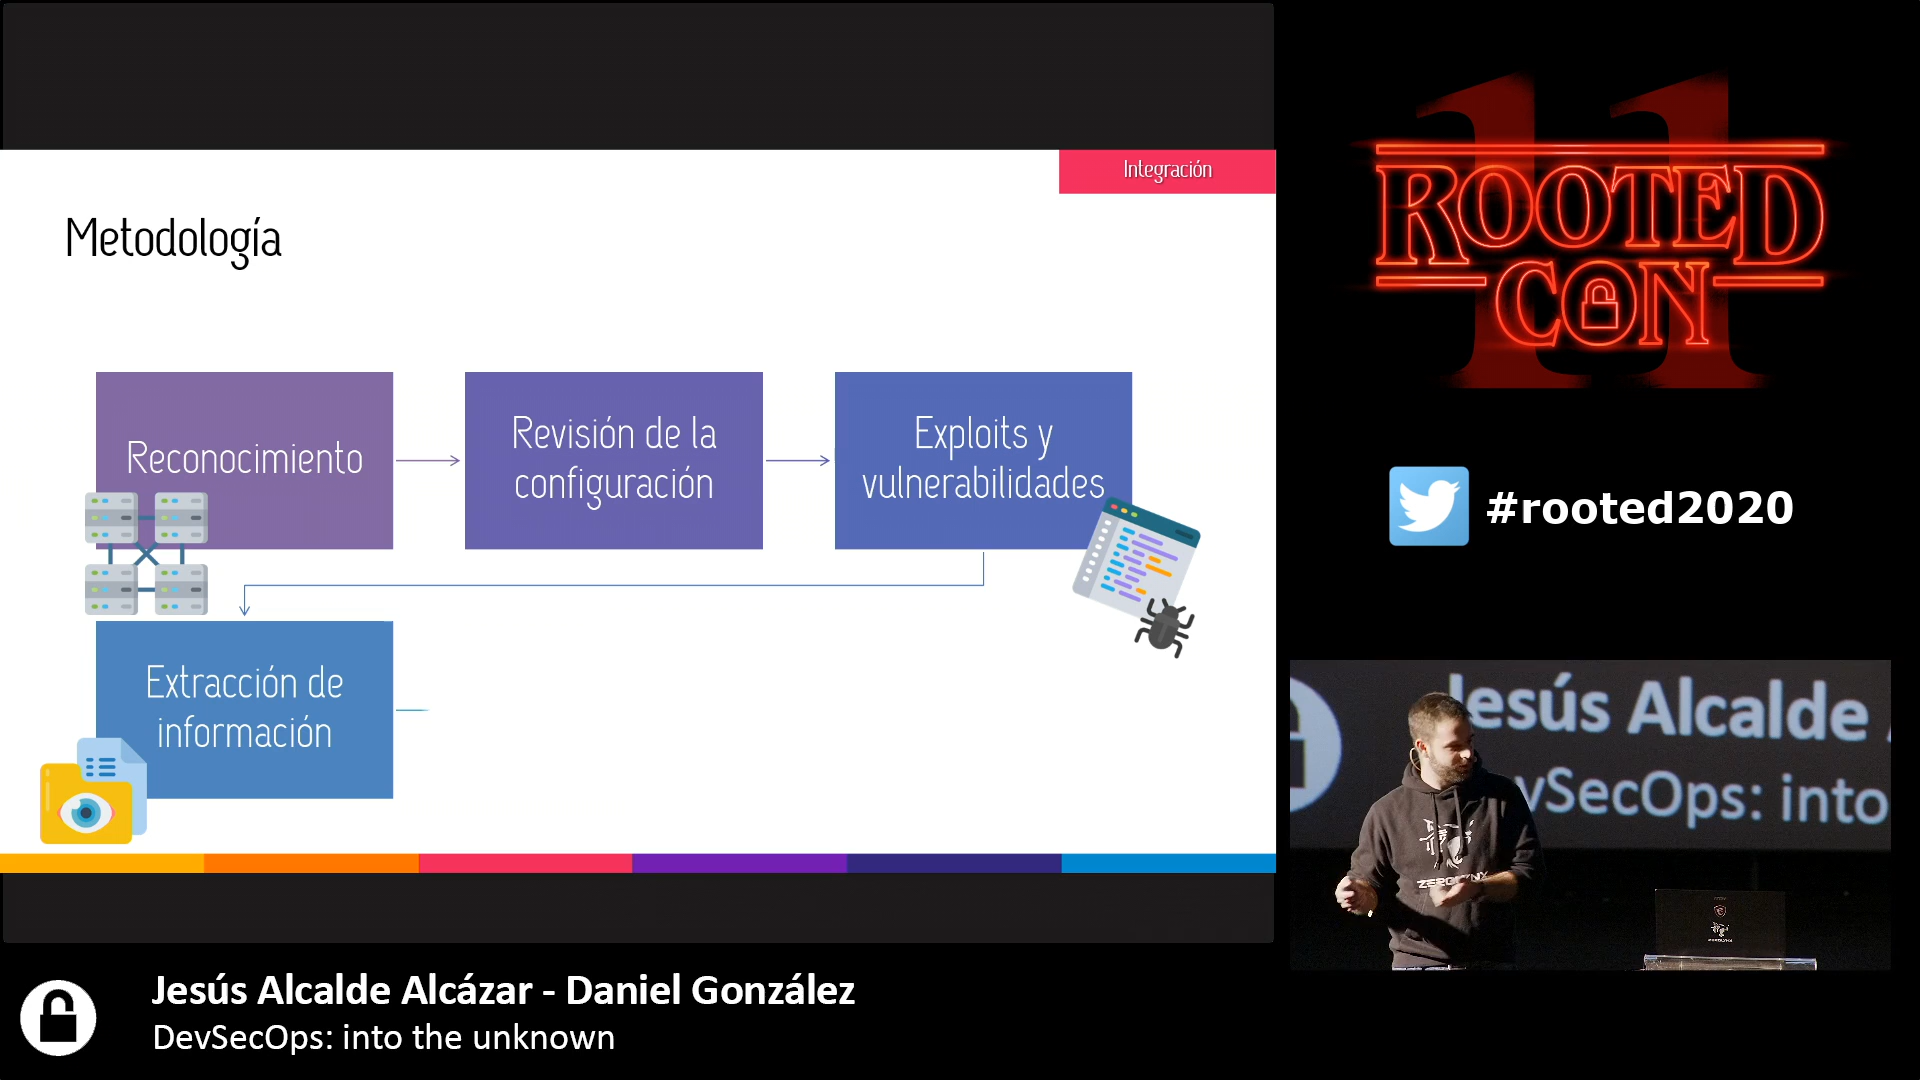 Integración
Metodología
Reconocimiento
Revisión de la
configuración
Exploits y
vulnerabilidades
Extracción de
información
11
ROOTED
CON
#rooted2020
Jesús Alcalde
DevSecOps: into
Jesús Alcalde Alcázar - Daniel González
DevSecOps: into the unknown